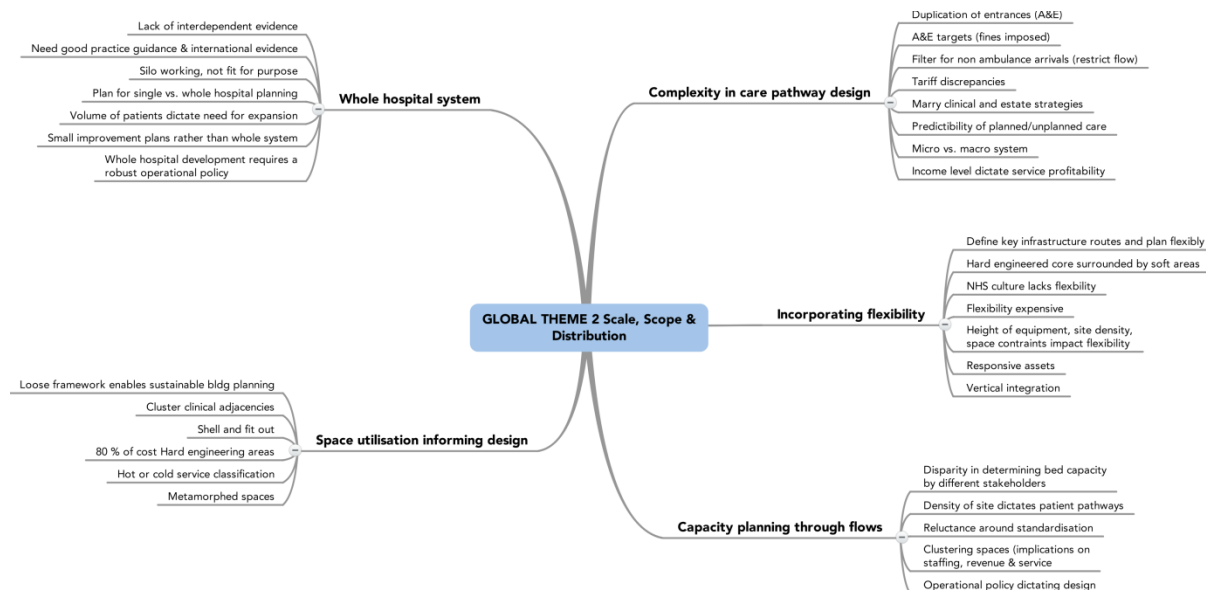 Lack of interdependent evidence
Need good practice guidance & international evidence
Silo working, not fit for purpose
Plan for single vs. whole hospital planning
Volume of patients dictate need for expansion
Small improvement plans rather than whole system
Whole hospital development requires a
robust operational policy
Whole hospital system
Complexity in care pathway design
Duplication of entrances (A&E)
A&E targets (fines imposed)
Filter for non ambulance arrivals (restrict flow)
Tariff discrepancies
Marry clinical and estate strategies
Predictibility of planned/unplanned care
Micro vs. macro system
Income level dictate service profitability
GLOBAL THEME 2 Scale, Scope &
Distribution
Incorporating flexibility
Define key infrastructure routes and plan flexibly
Hard engineered core surrounded by soft areas
NHS culture lacks flexbility
Flexibility expensive
Height of equipment, site density,
space contraints impact flexibility
Responsive assets
Vertical integration
Loose framework enables sustainable bldg planning
Cluster clinical adjacencies
Shell and fit out
80 % of cost Hard engineering areas
Hot or cold service classification
Metamorphed spaces
Space utilisation informing design
Capacity planning through flows
Disparity in determining bed capacity
by different stakeholders
Density of site dictates patient pathways
Reluctance around standardisation
Clustering spaces (implications on
staffing, revenue & service
Operational policy dictating design